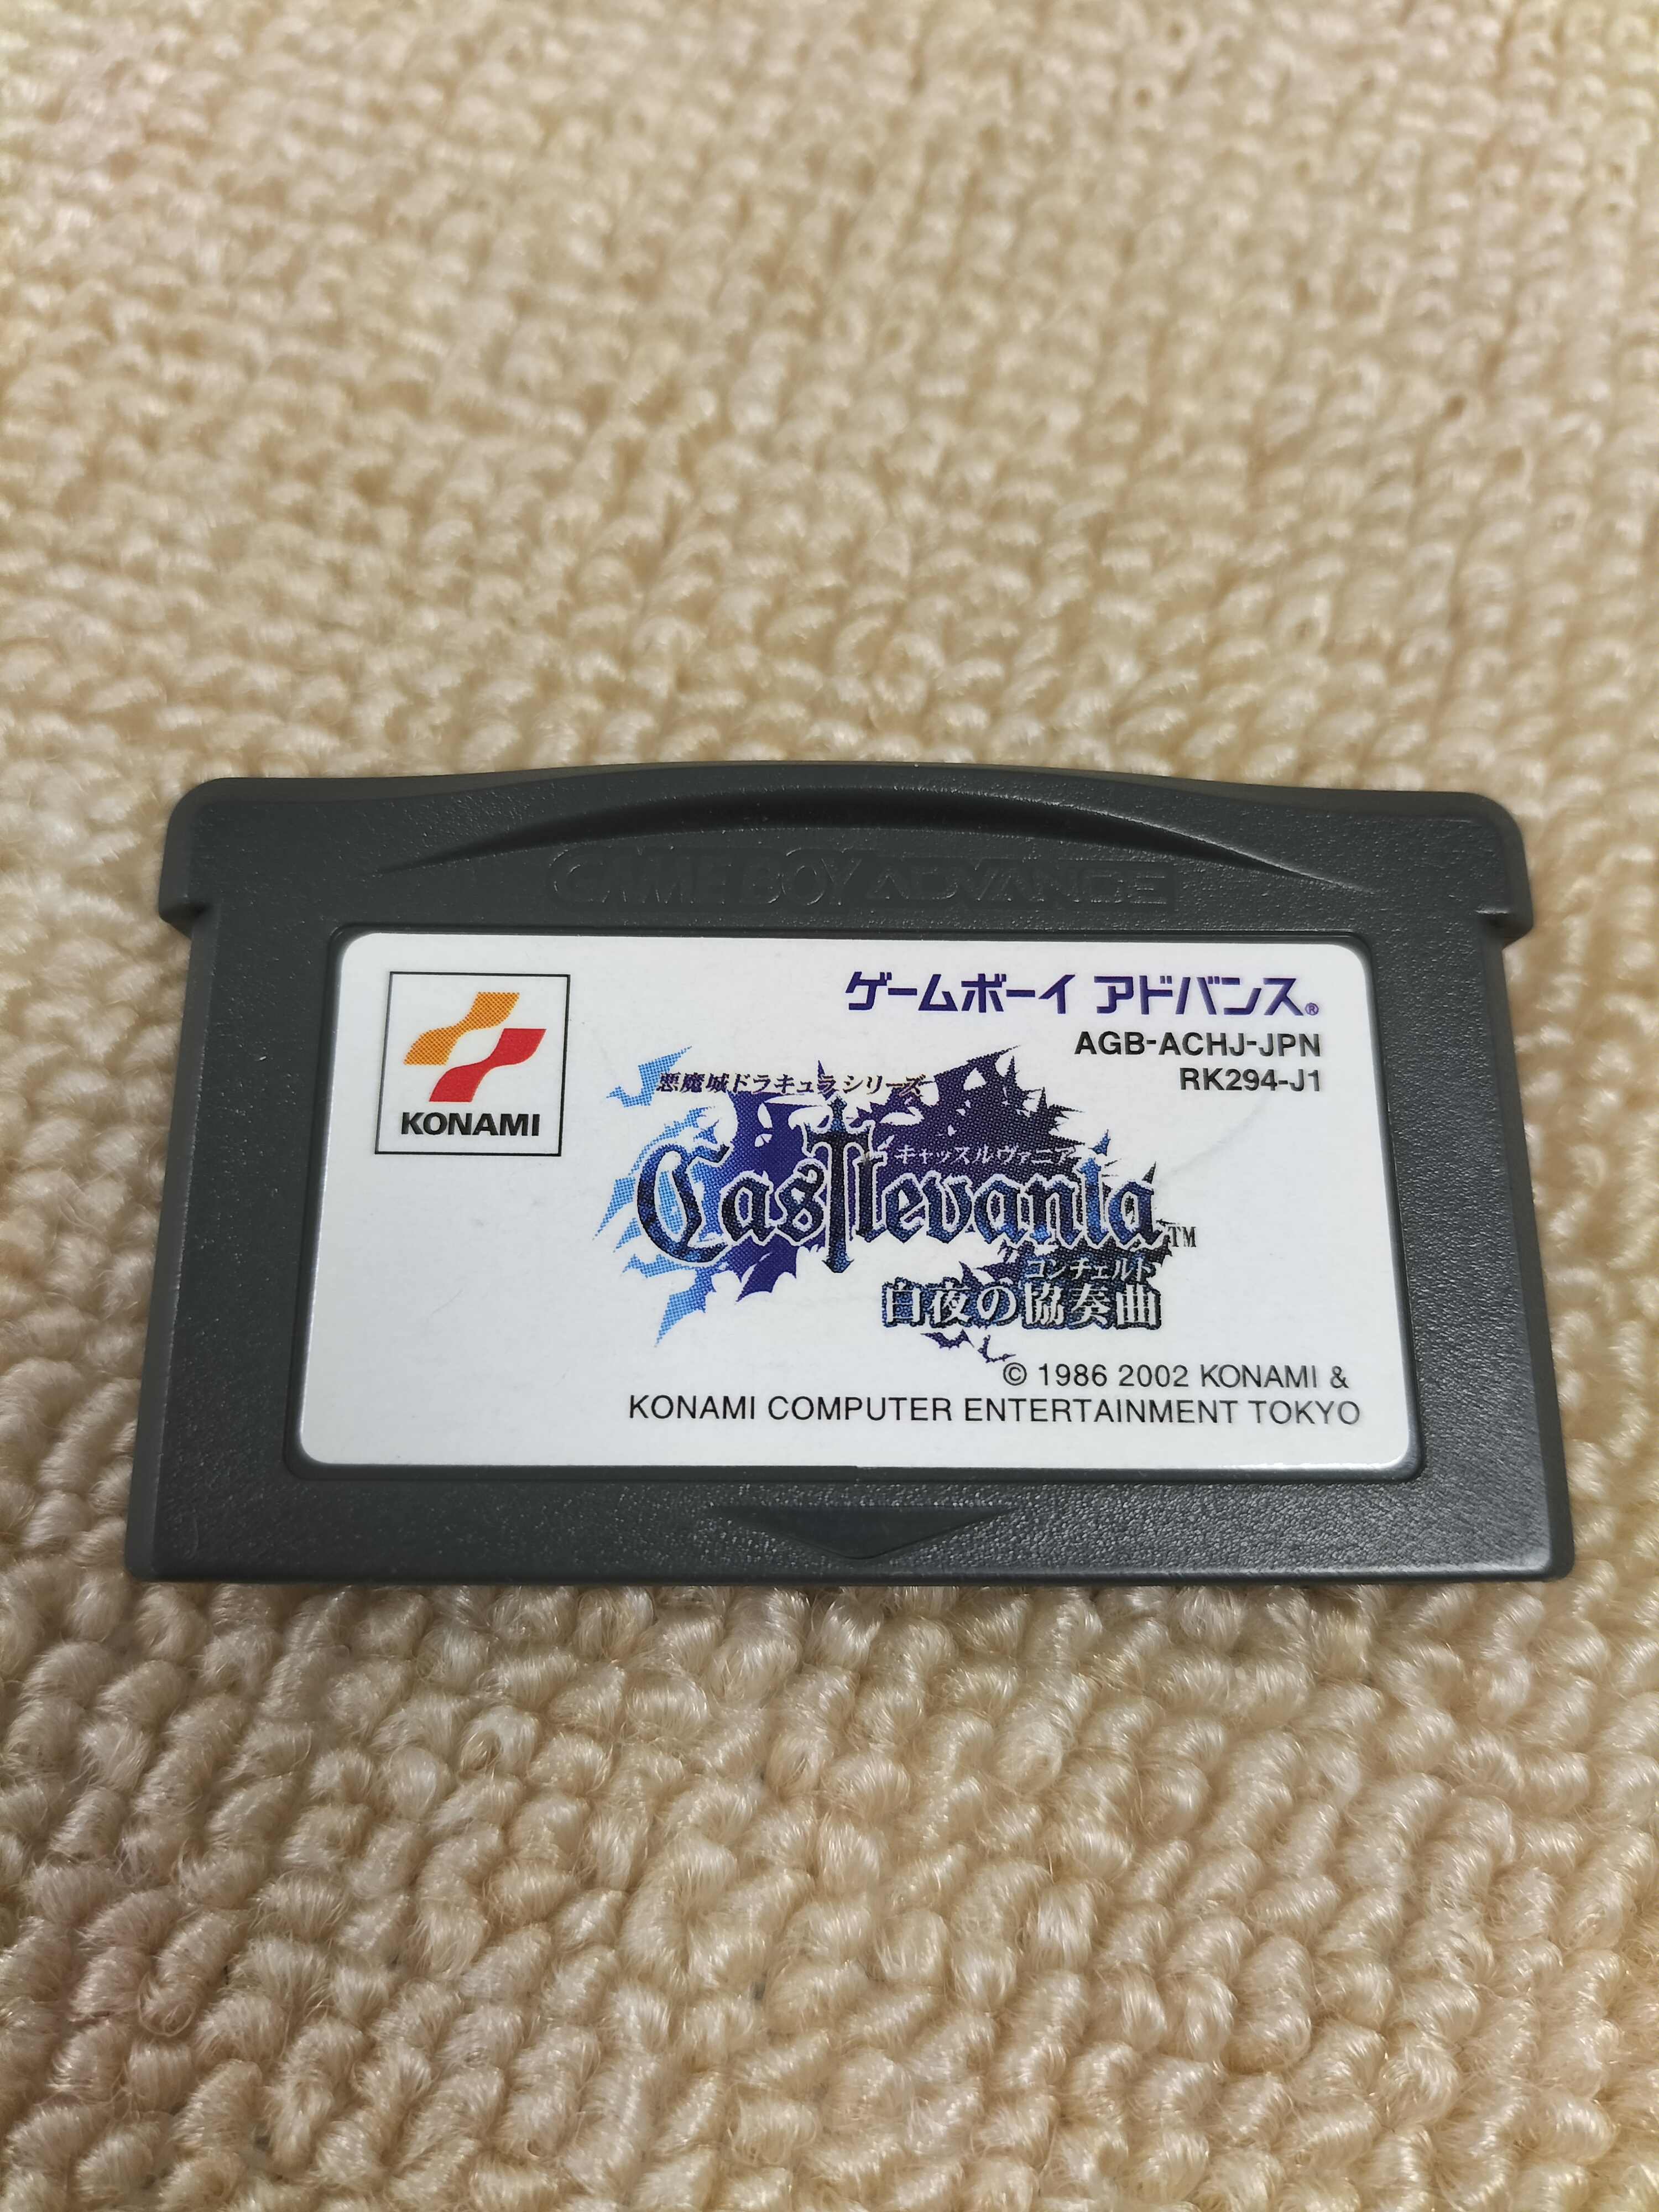 GAME BOY ADVANCE
KONAMI
ゲームボーイ アドバンス®
AGB-ACHJ-JPN
RK294-J1
悪魔城ドラキュラシリーズ
キャッスルヴァニア
Castlevania™
コンチェルト
白夜の協奏曲
© 1986 2002 KONAMI &
KONAMI COMPUTER ENTERTAINMENT TOKYO